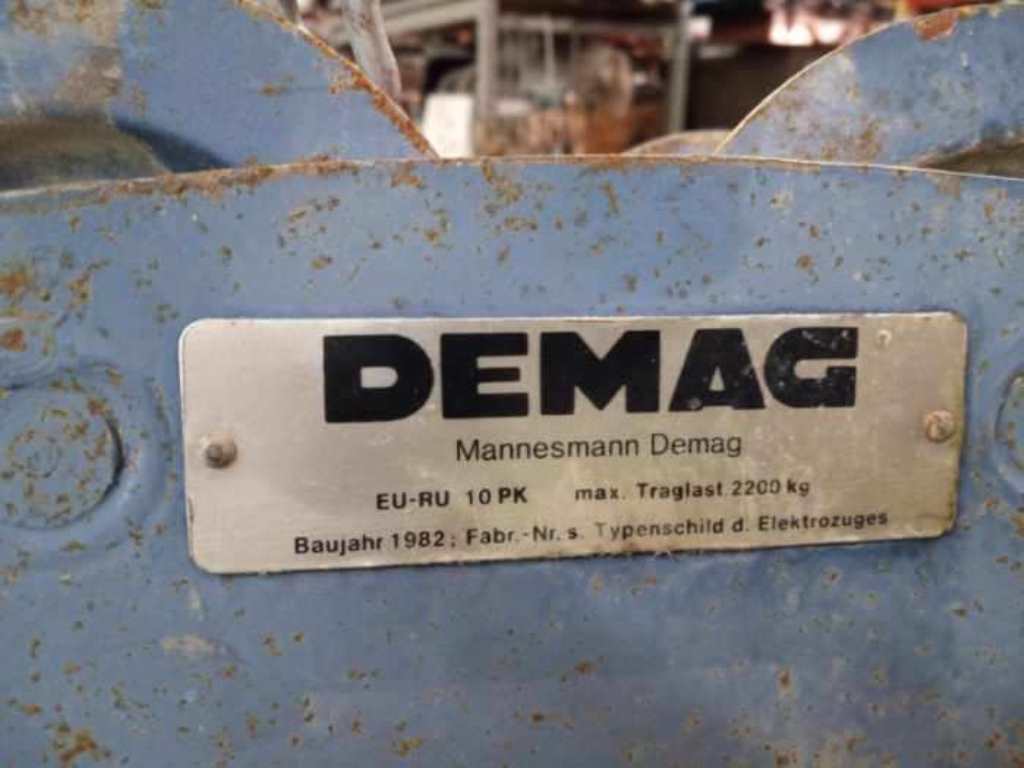 DEMAG
Mannesmann Demag
EU-RU 10 PK max. Traglast 2200 kg
Baujahr 1982; Fabr.-Nr. s. Typenschild d. Elektrozuges